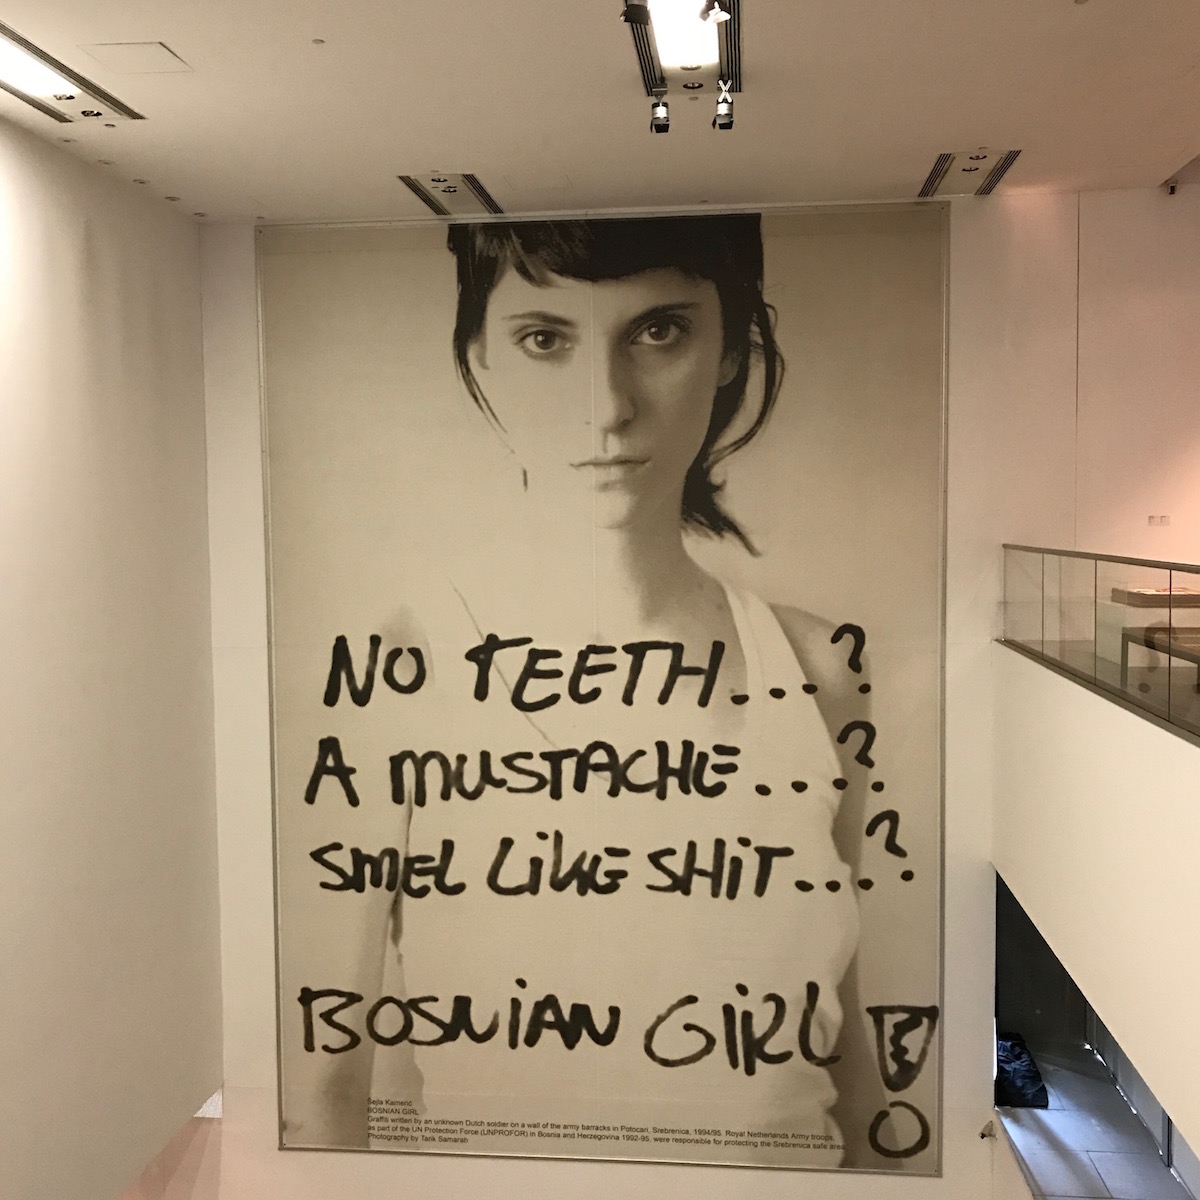 NO TEETH...?
A MUSTACHE...?
SMEL LIKE SHIT...?
BOSNIAN GIRL!
Šejla Kamerić
BOSNIAN GIRL
Graffiti written by an unknown Dutch soldier on a wall of the army barracks in Potocari, Srebrenica, 1994/95. Royal Netherlands Army troops,
as part of the UN Protection Force (UNPROFOR) in Bosnia and Herzegovina 1992-95, were responsible for protecting the Srebrenica safe area.
Photography by Tarik Samarah